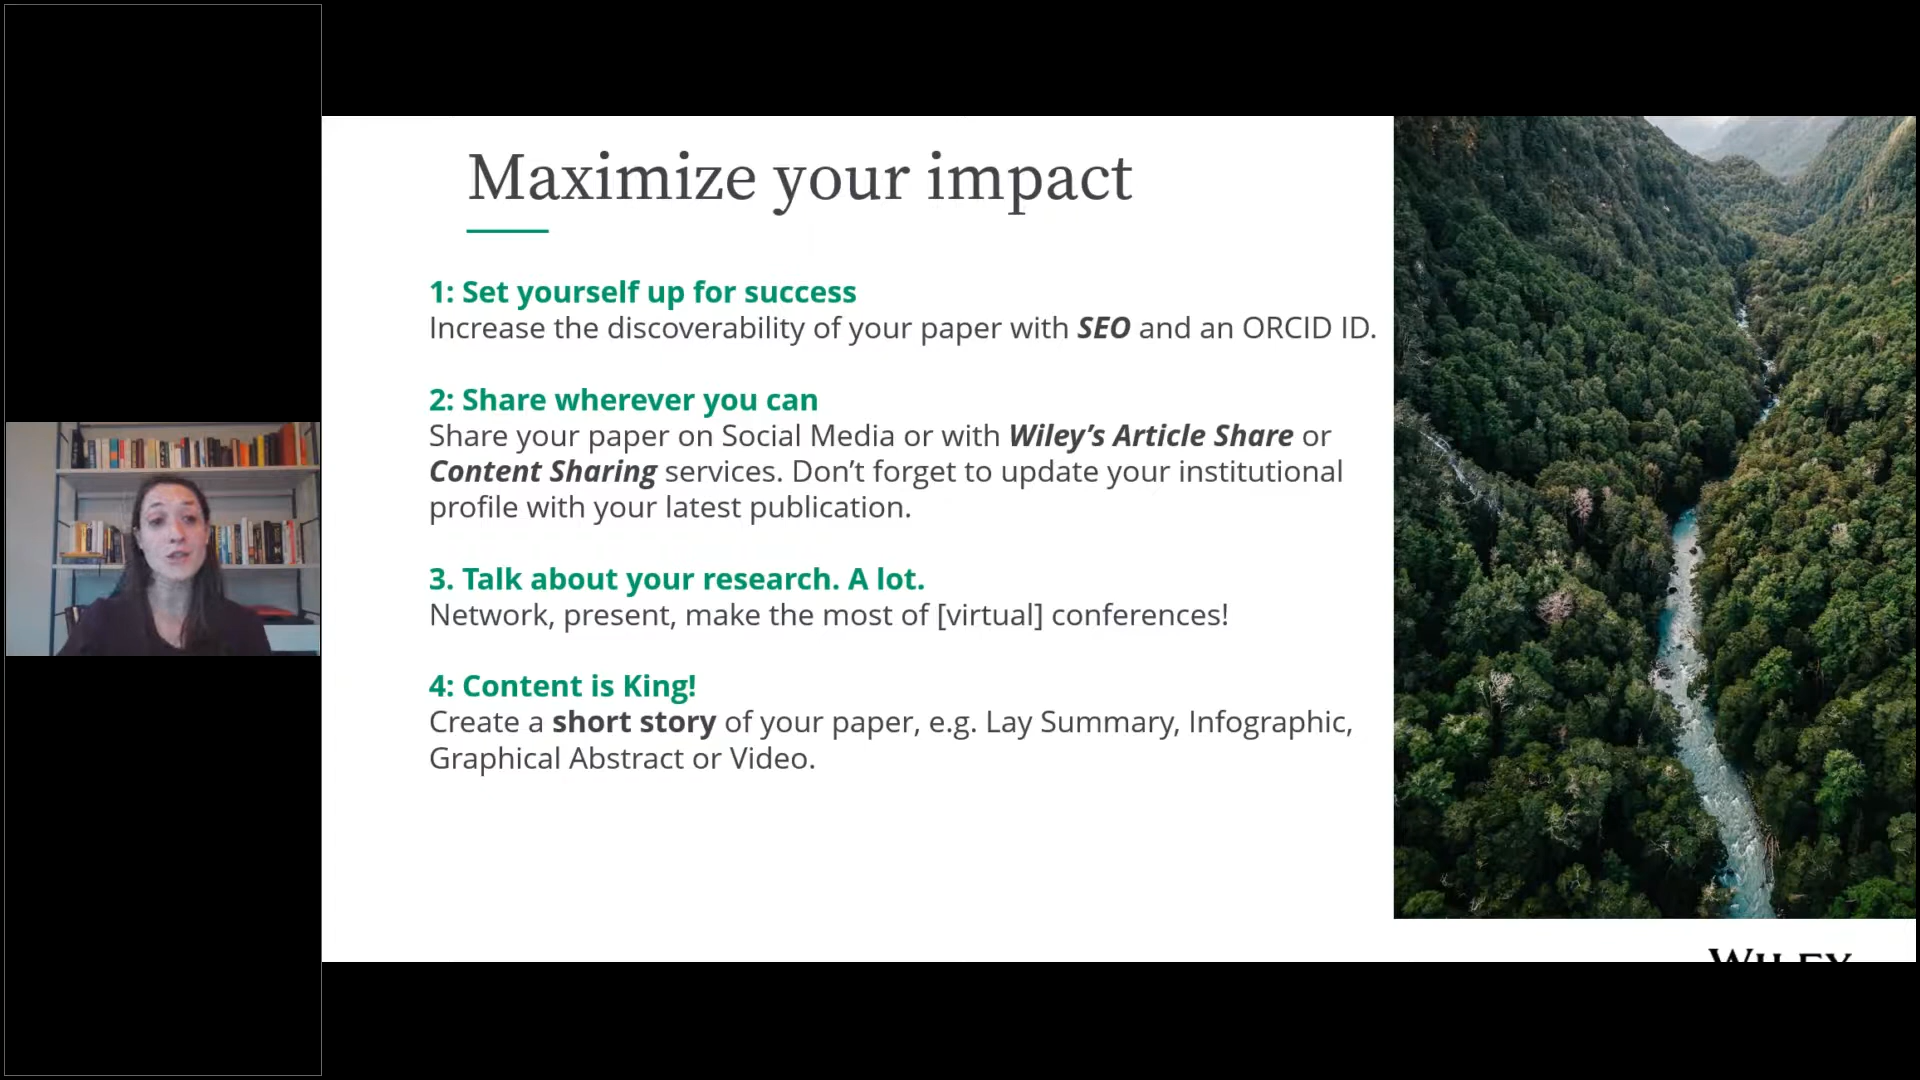 Maximize your impact
1: Set yourself up for success
Increase the discoverability of your paper with SEO and an ORCID ID.
2: Share wherever you can
Share your paper on Social Media or with Wiley’s Article Share or
Content Sharing services. Don’t forget to update your institutional
profile with your latest publication.
3. Talk about your research. A lot.
Network, present, make the most of [virtual] conferences!
4: Content is King!
Create a short story of your paper, e.g. Lay Summary, Infographic,
Graphical Abstract or Video.
WILEY